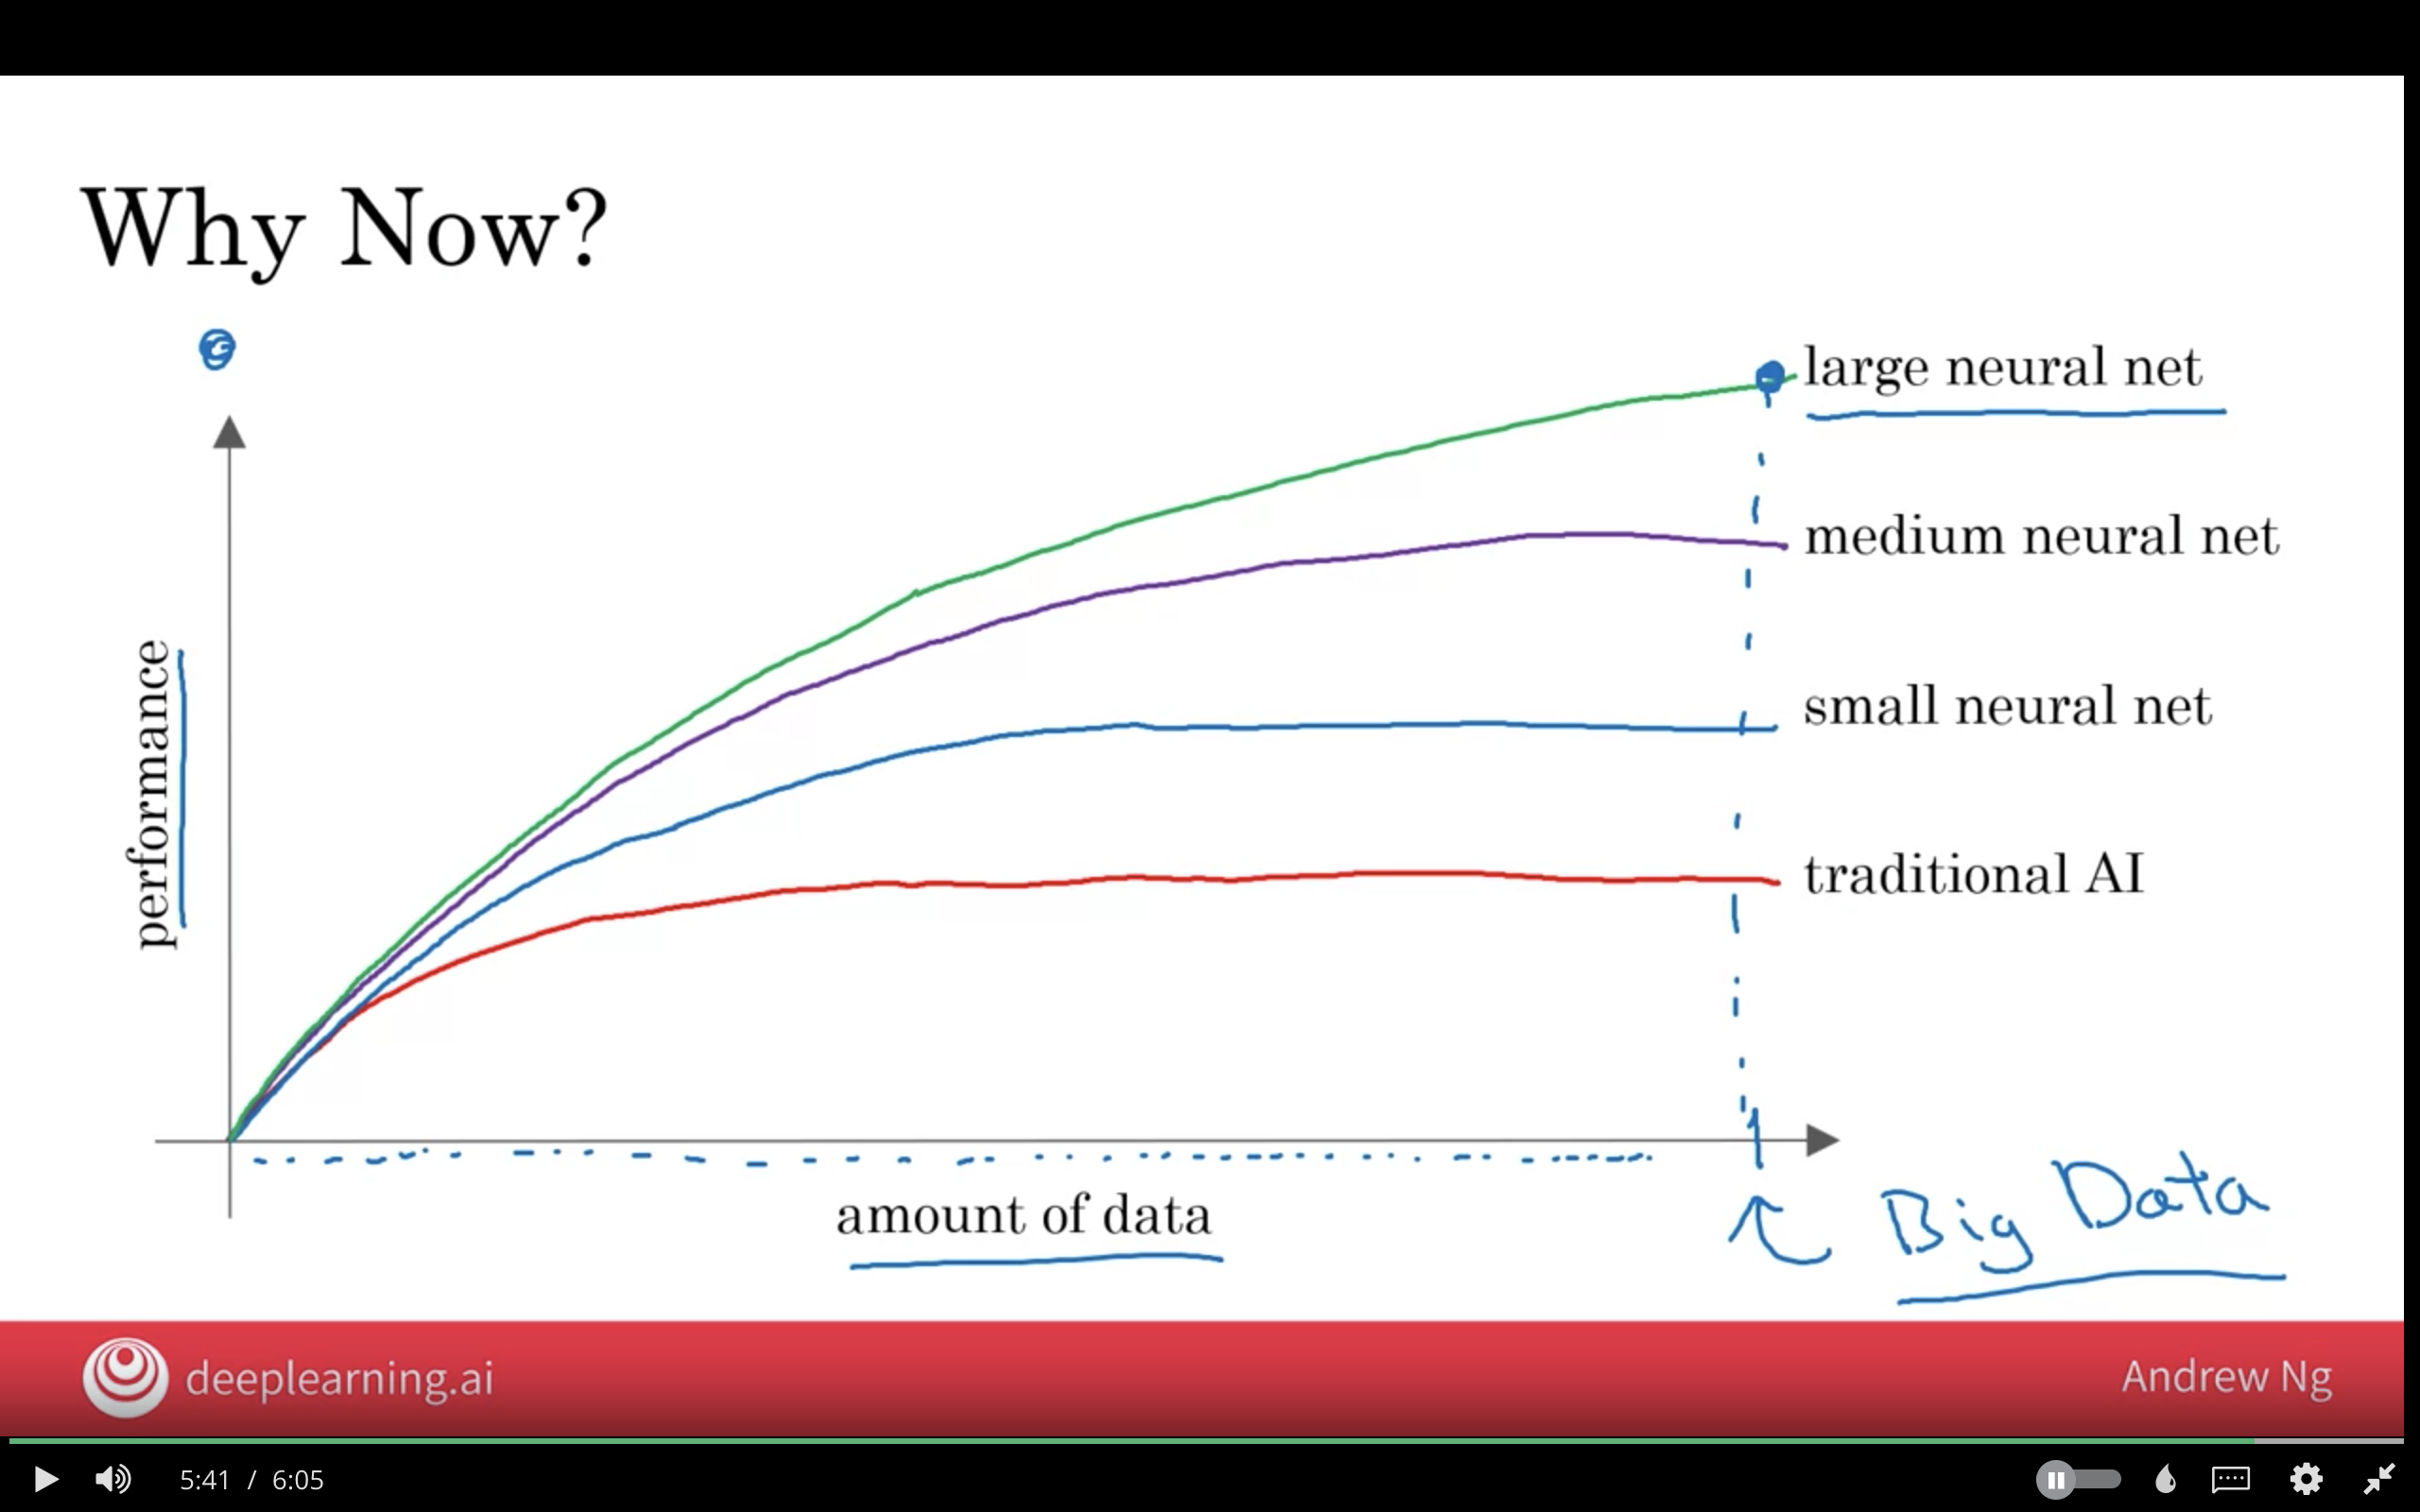 Why Now?
large neural net
medium neural net
small neural net
traditional AI
performance
amount of data
Big Data
deeplearning.ai
Andrew Ng
5:41 / 6:05